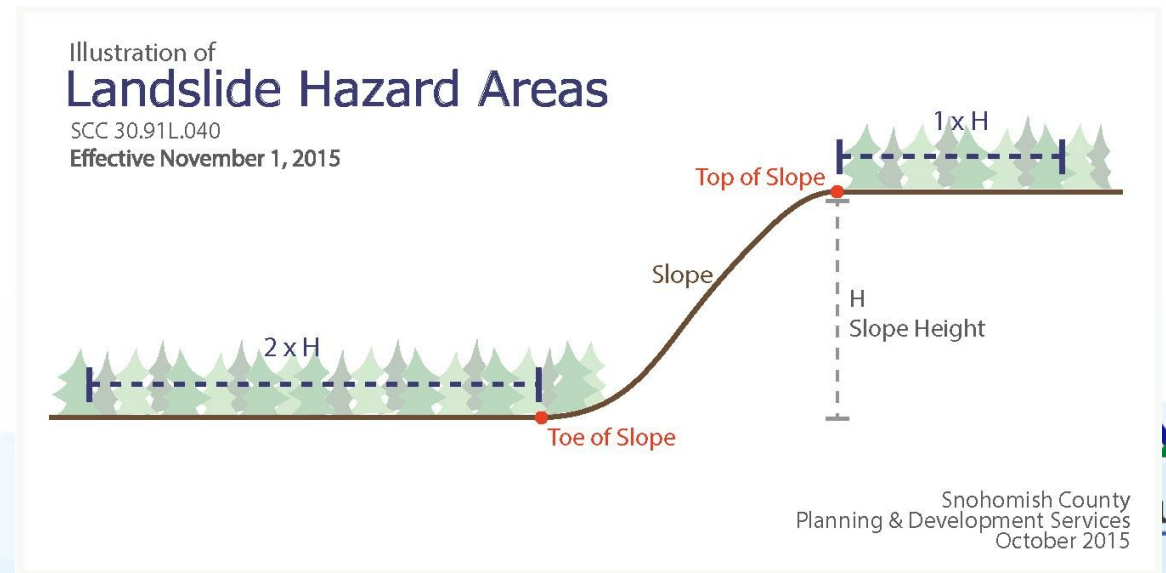 Illustration of
Landslide Hazard Areas
SCC 30.91L.040
Effective November 1, 2015
1 x H
Top of Slope
Slope
H
Slope Height
2 x H
Toe of Slope
Snohomish County
Planning & Development Services
October 2015